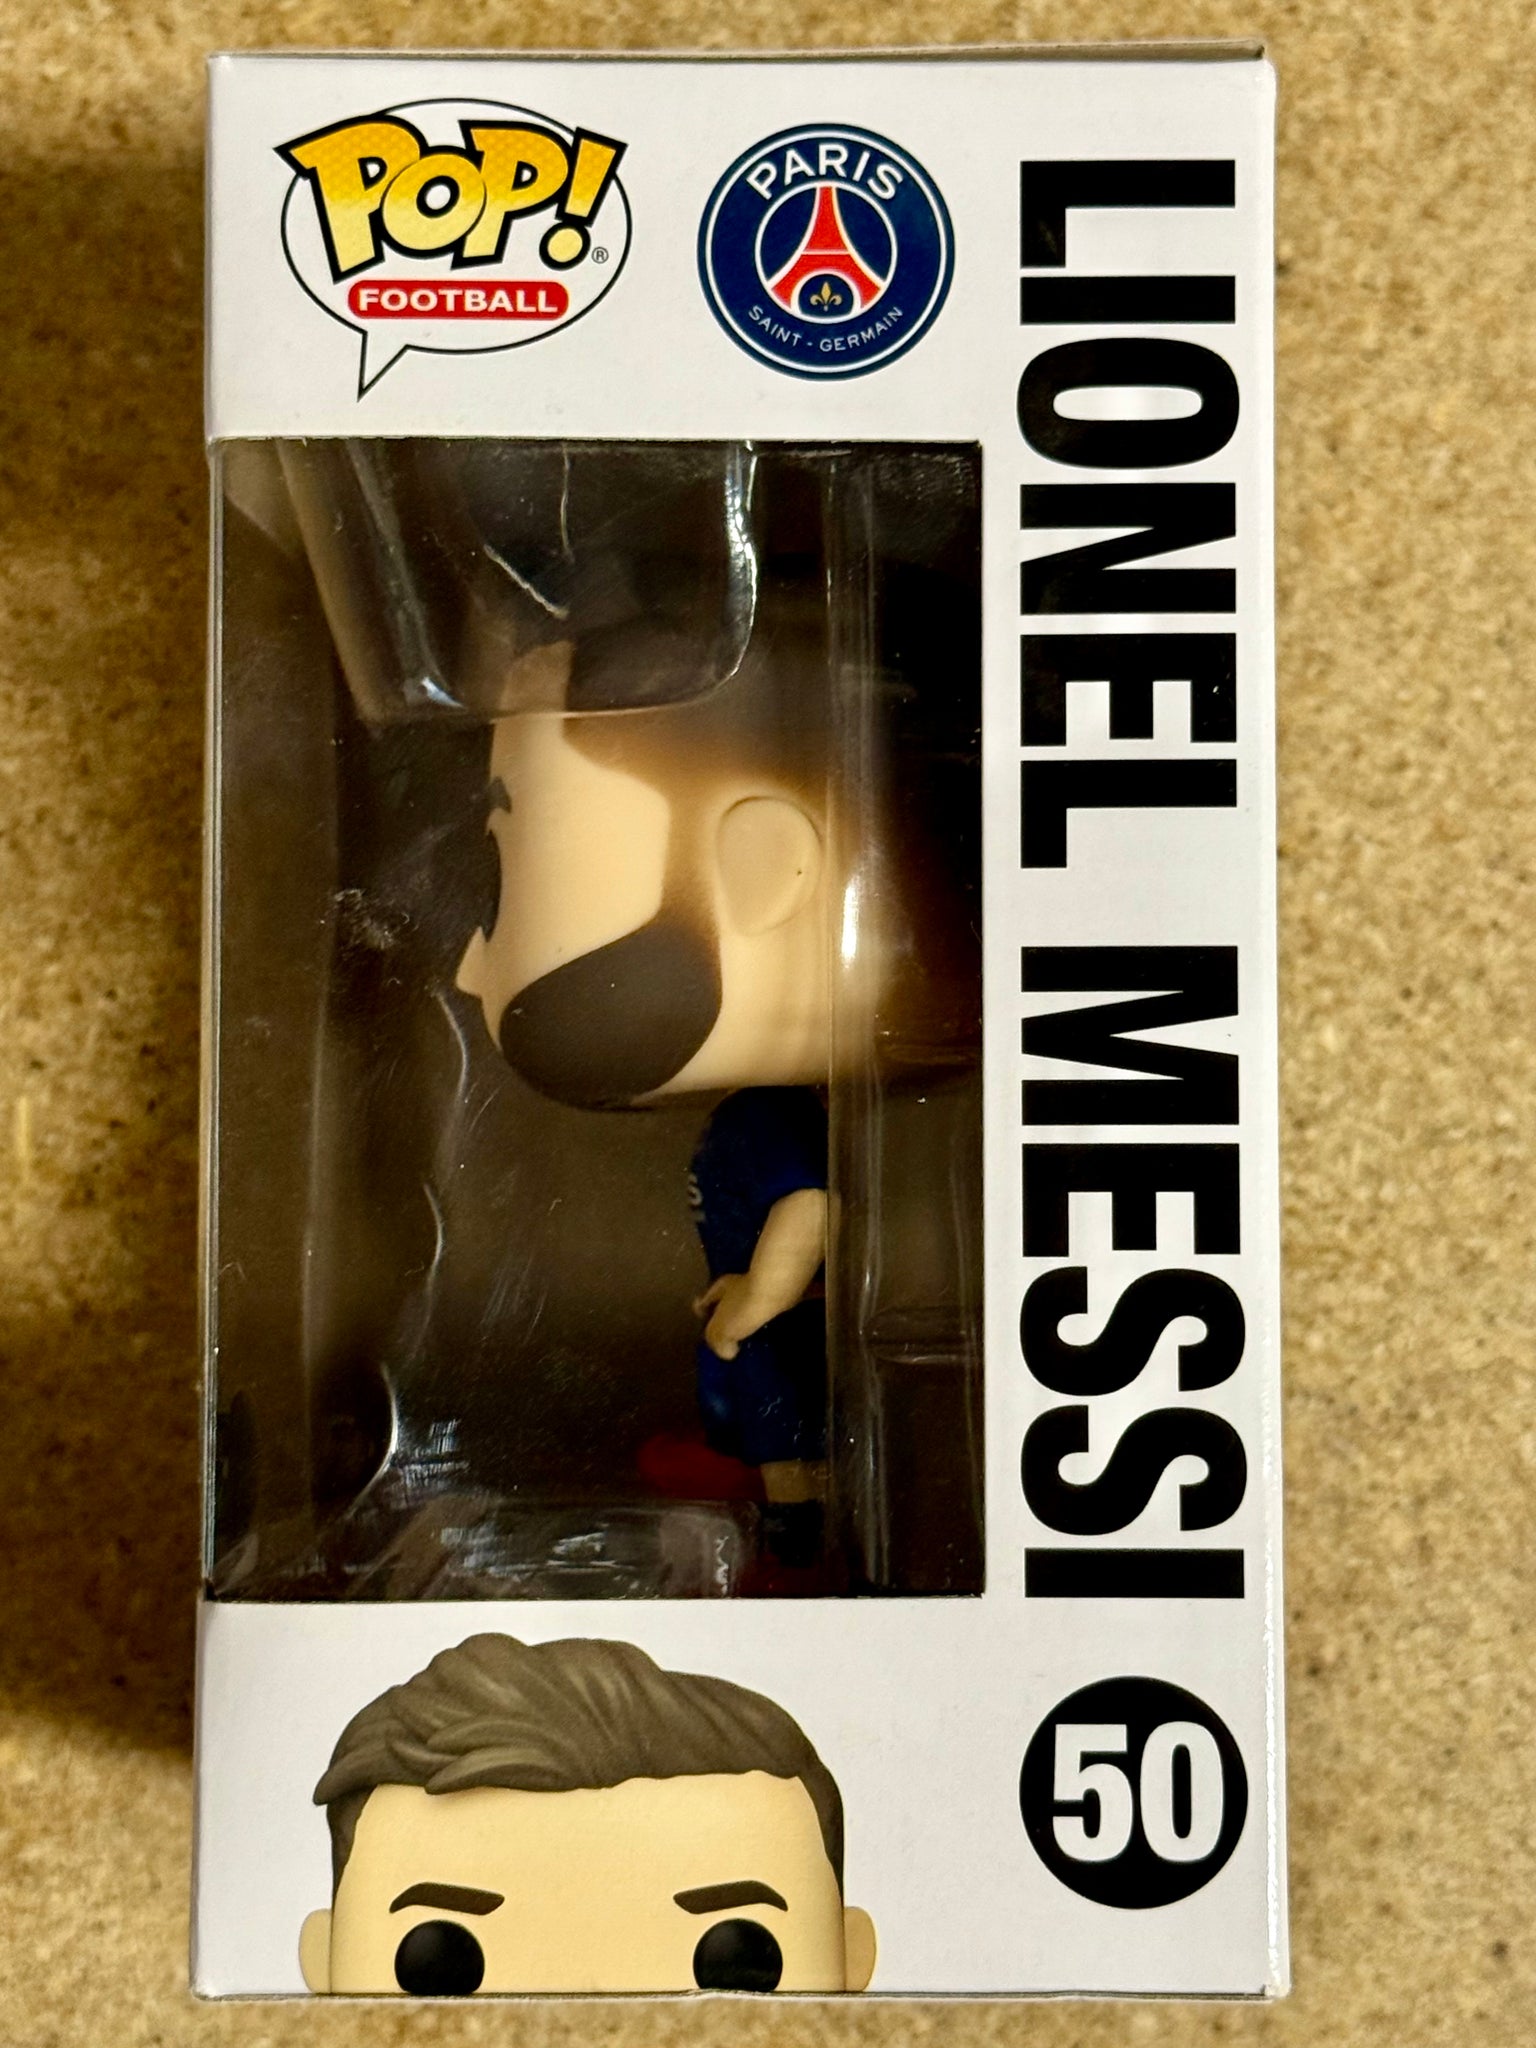 POP!®
FOOTBALL
PARIS
SAINT-GERMAIN
LIONEL MESSI
50